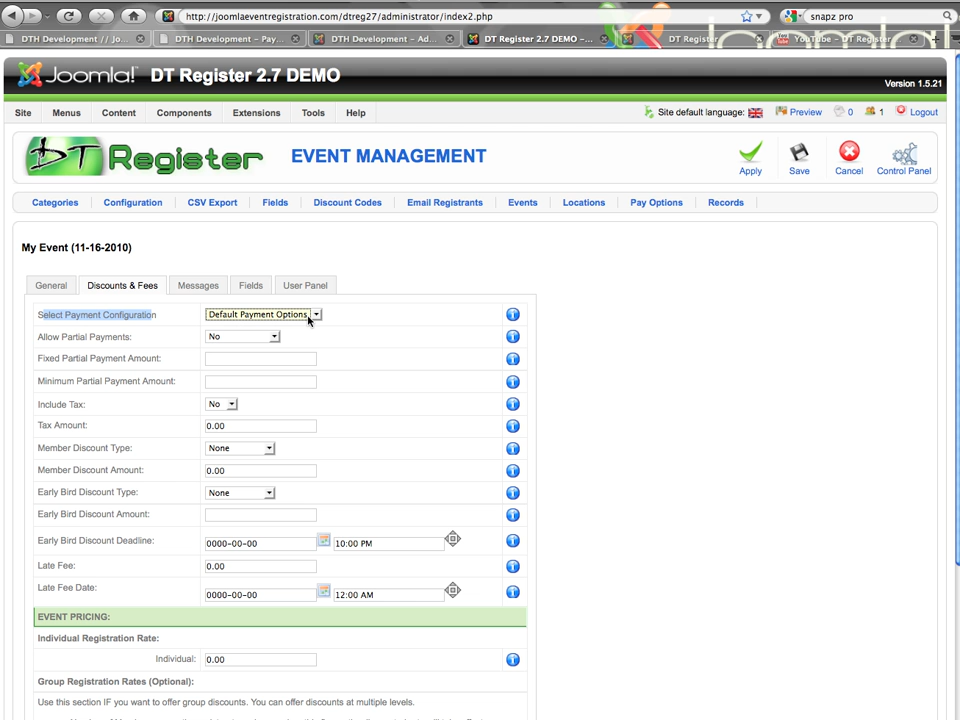 http://joomlaeventregistration.com/dtreg27/administrator/index2.php
snapz pro
DTH Development // Jo...
DTH Development – Pay...
DTH Development – Ad...
DT Register 2.7 DEMO –...
DT Register
YouTube – DT Register...
Joomla!
DT Register 2.7 DEMO
Version 1.5.21
Site
Menus
Content
Components
Extensions
Tools
Help
Site default language:
Preview
0
1
Logout
DT Register
EVENT MANAGEMENT
Apply
Save
Cancel
Control Panel
Categories
Configuration
CSV Export
Fields
Discount Codes
Email Registrants
Events
Locations
Pay Options
Records
My Event (11-16-2010)
General
Discounts & Fees
Messages
Fields
User Panel
Select Payment Configuration
Default Payment Options
Allow Partial Payments:
No
Fixed Partial Payment Amount:
Minimum Partial Payment Amount:
Include Tax:
No
Tax Amount:
0.00
Member Discount Type:
None
Member Discount Amount:
0.00
Early Bird Discount Type:
None
Early Bird Discount Amount:
Early Bird Discount Deadline:
0000-00-00
10:00 PM
Late Fee:
0.00
Late Fee Date:
0000-00-00
12:00 AM
EVENT PRICING:
Individual Registration Rate:
Individual:
0.00
Group Registration Rates (Optional):
Use this section IF you want to offer group discounts. You can offer discounts at multiple levels.